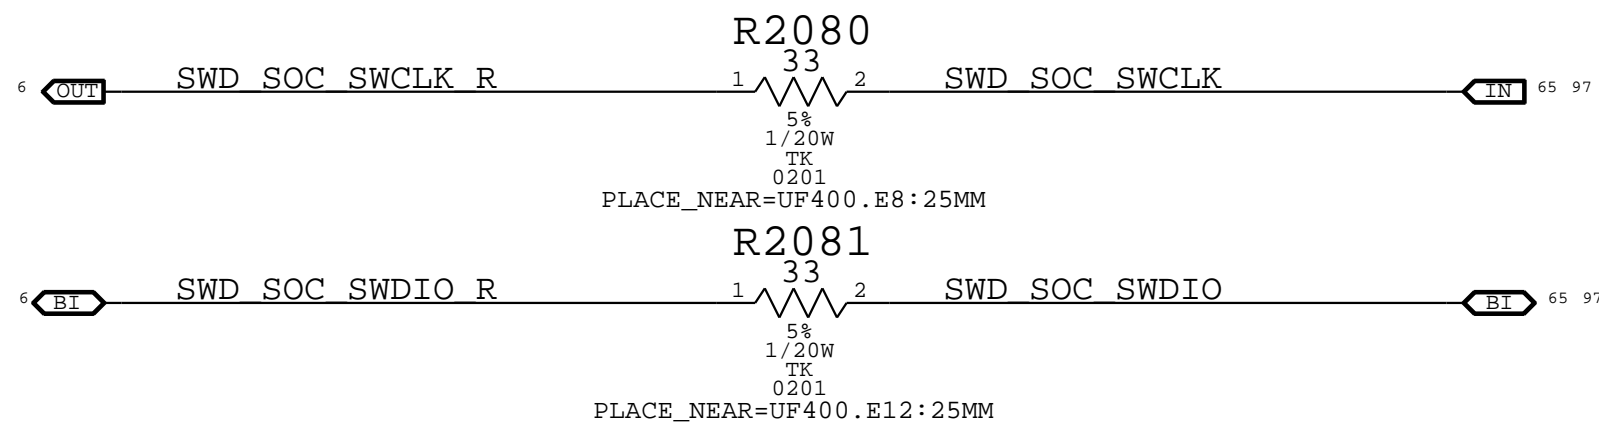 R2080
33
6 OUT SWD_SOC_SWCLK_R 1 2 SWD_SOC_SWCLK IN 65 97
5%
1/20W
TK
0201
PLACE_NEAR=UF400.E8:25MM
R2081
33
6 BI SWD_SOC_SWDIO_R 1 2 SWD_SOC_SWDIO BI 65 97
5%
1/20W
TK
0201
PLACE_NEAR=UF400.E12:25MM